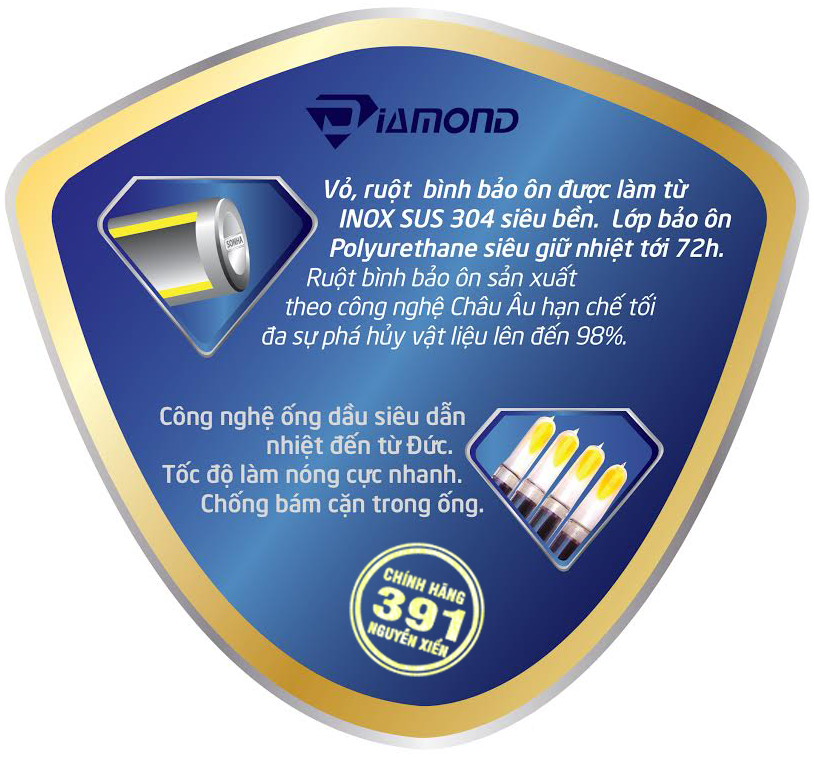 DIAMOND
Vỏ, ruột bình bảo ôn được làm từ
INOX SUS 304 siêu bền. Lớp bảo ôn
Polyurethane siêu giữ nhiệt tới 72h.
Ruột bình bảo ôn sản xuất
theo công nghệ Châu Âu hạn chế tối
đa sự phá hủy vật liệu lên đến 98%.
SONHA
Công nghệ ống dầu siêu dẫn
nhiệt đến từ Đức.
Tốc độ làm nóng cực nhanh.
Chống bám cặn trong ống.
CHÍNH HÃNG
391
NGUYỄN XIỂN